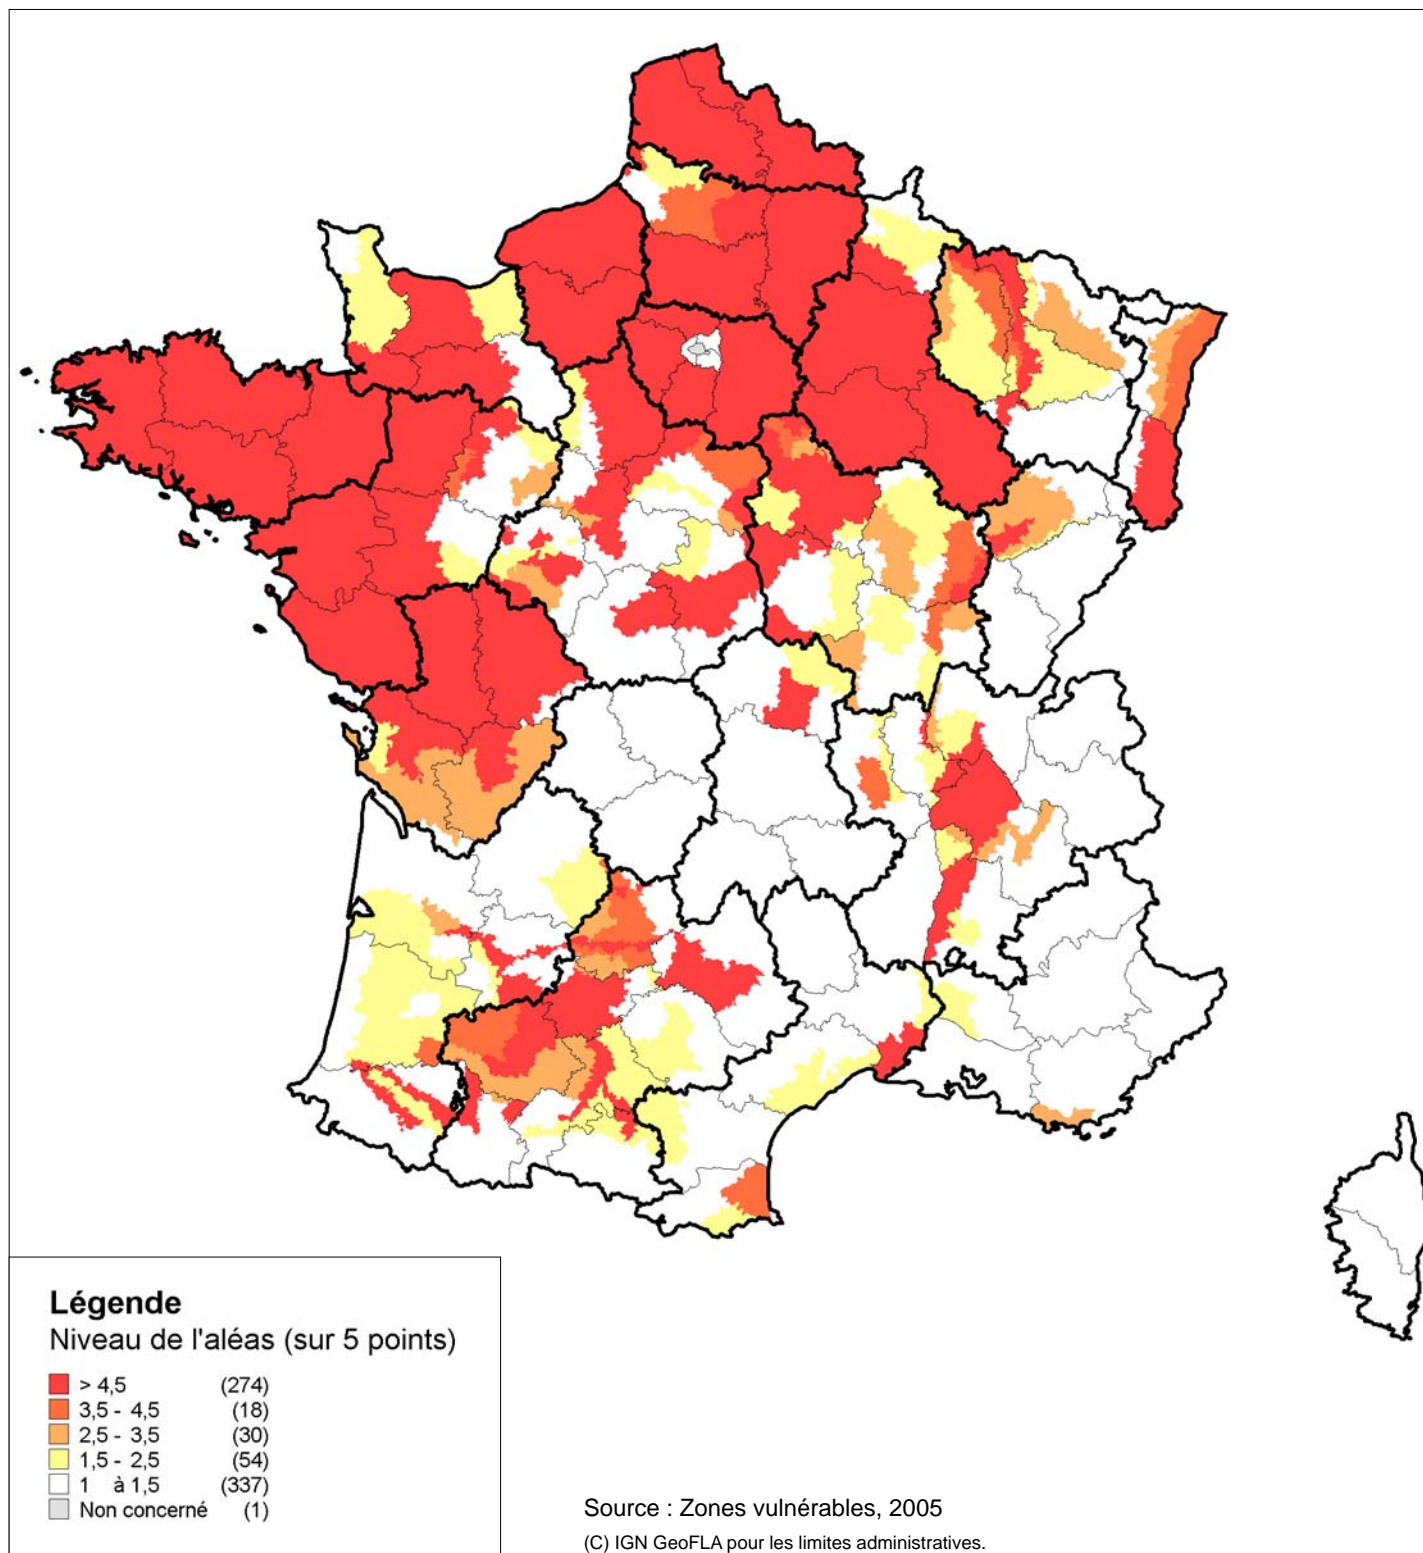 Légende
Niveau de l'aléas (sur 5 points)
> 4,5 (274)
3,5 - 4,5 (18)
2,5 - 3,5 (30)
1,5 - 2,5 (54)
1 à 1,5 (337)
Non concerné (1)
Source : Zones vulnérables, 2005
(C) IGN GeoFLA pour les limites administratives.